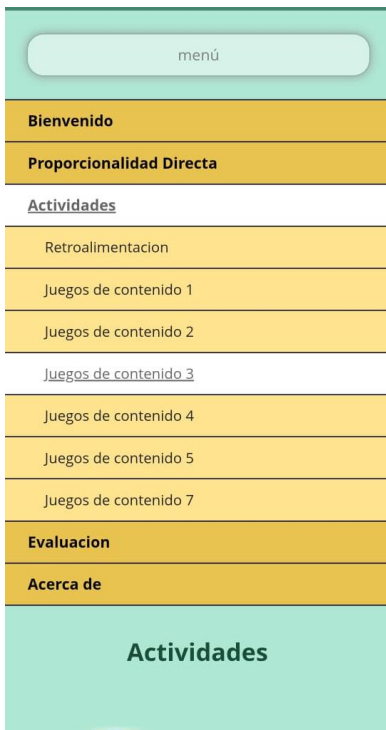 menú
Bienvenido
Proporcionalidad Directa
Actividades
Retroalimentacion
Juegos de contenido 1
Juegos de contenido 2
Juegos de contenido 3
Juegos de contenido 4
Juegos de contenido 5
Juegos de contenido 7
Evaluacion
Acerca de
Actividades